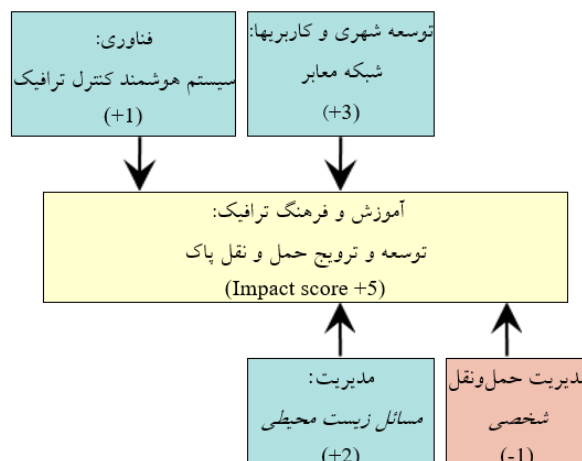 فناوری:
سیستم هوشمند کنترل ترافیک
(+1)
توسعه شهری و کاربریها:
شبکه معابر
(+3)
آموزش و فرهنگ ترافیک:
توسعه و ترویج حمل و نقل پاک
(Impact score +5)
مدیریت:
مسائل زیست محیطی
(+2)
مدیریت حمل‌ونقل
شخصی
(-1)